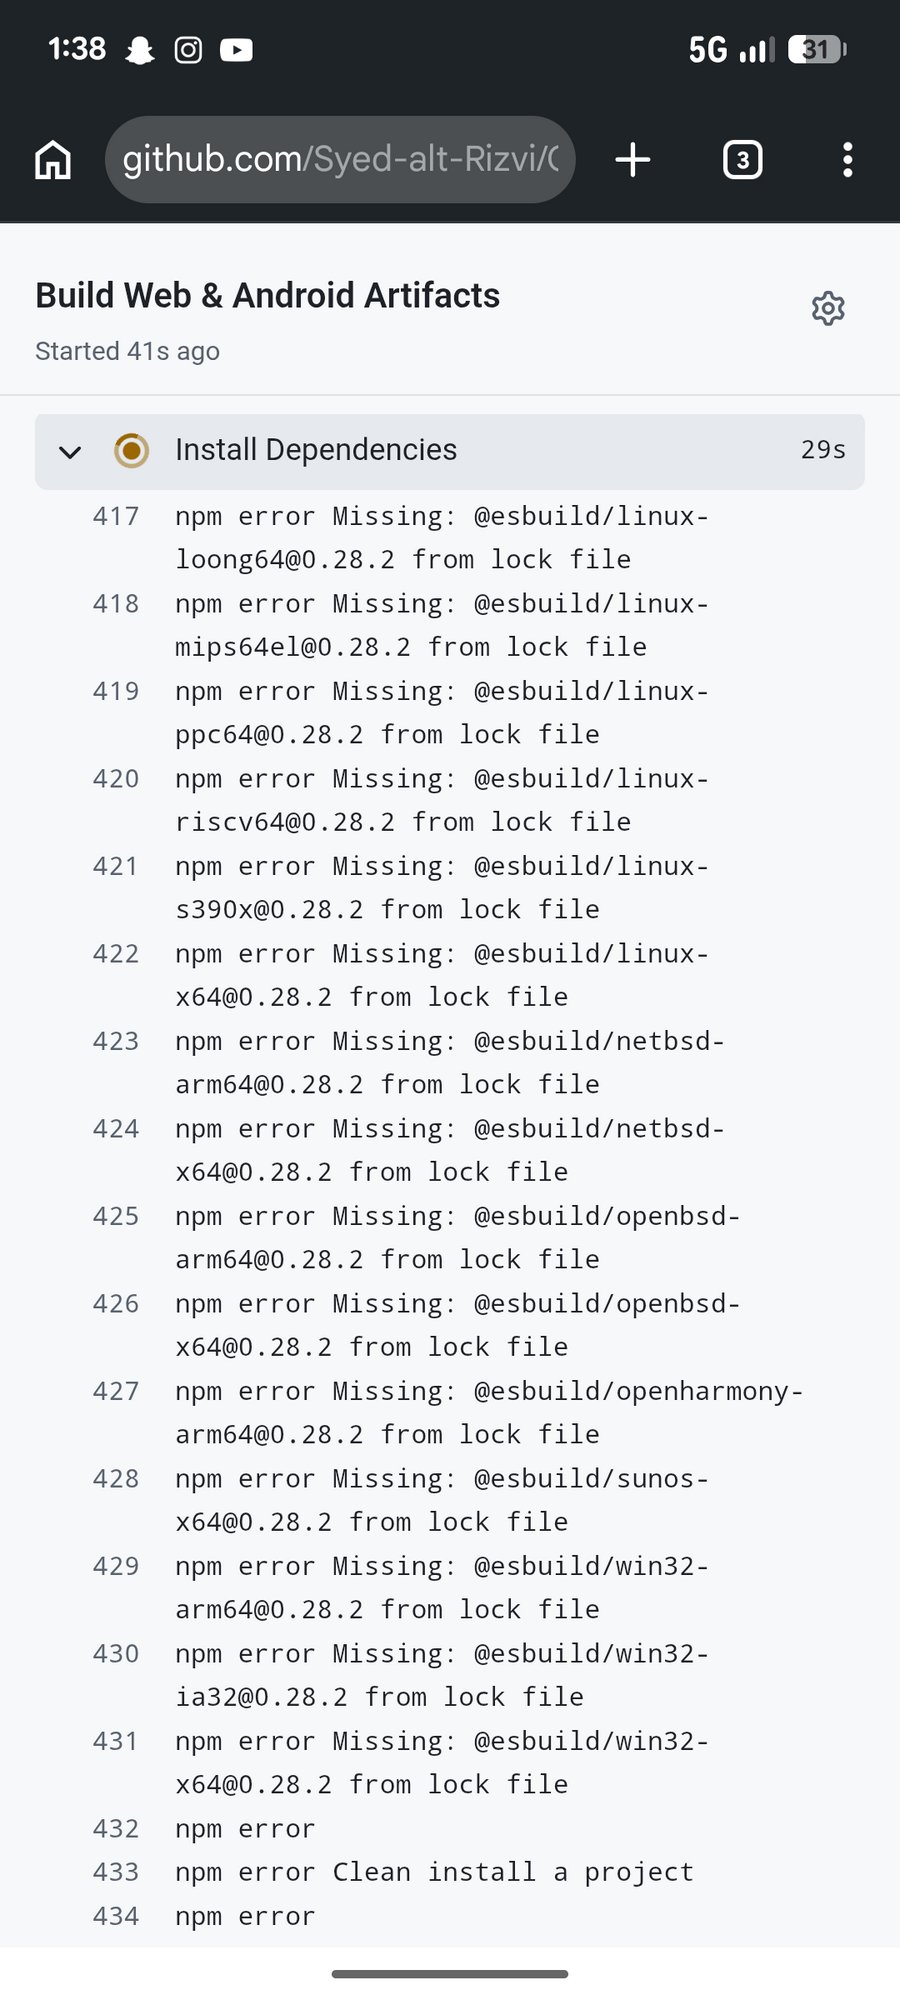 1:38
5G
31
github.com/Syed-alt-Rizvi/
3
Build Web & Android Artifacts
Started 41s ago
Install Dependencies 29s
417 npm error Missing: @esbuild/linux-
loong64@0.28.2 from lock file
418 npm error Missing: @esbuild/linux-
mips64el@0.28.2 from lock file
419 npm error Missing: @esbuild/linux-
ppc64@0.28.2 from lock file
420 npm error Missing: @esbuild/linux-
riscv64@0.28.2 from lock file
421 npm error Missing: @esbuild/linux-
s390x@0.28.2 from lock file
422 npm error Missing: @esbuild/linux-
x64@0.28.2 from lock file
423 npm error Missing: @esbuild/netbsd-
arm64@0.28.2 from lock file
424 npm error Missing: @esbuild/netbsd-
x64@0.28.2 from lock file
425 npm error Missing: @esbuild/openbsd-
arm64@0.28.2 from lock file
426 npm error Missing: @esbuild/openbsd-
x64@0.28.2 from lock file
427 npm error Missing: @esbuild/openharmony-
arm64@0.28.2 from lock file
428 npm error Missing: @esbuild/sunos-
x64@0.28.2 from lock file
429 npm error Missing: @esbuild/win32-
arm64@0.28.2 from lock file
430 npm error Missing: @esbuild/win32-
ia32@0.28.2 from lock file
431 npm error Missing: @esbuild/win32-
x64@0.28.2 from lock file
432 npm error
433 npm error Clean install a project
434 npm error